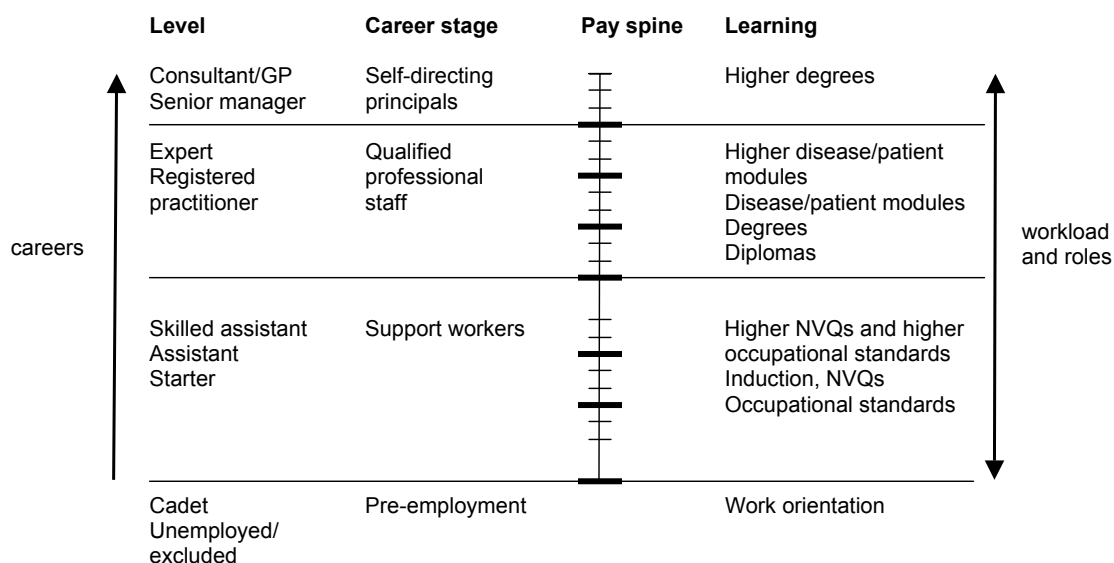 Level Career stage Pay spine Learning
Consultant/GP Self-directing Higher degrees
Senior manager principals
Expert Qualified Higher disease/patient
Registered professional modules
practitioner staff Disease/patient modules
careers Degrees workload
Diplomas and roles
Skilled assistant Support workers Higher NVQs and higher
Assistant occupational standards
Starter Induction, NVQs
Occupational standards
Cadet Pre-employment Work orientation
Unemployed/
excluded